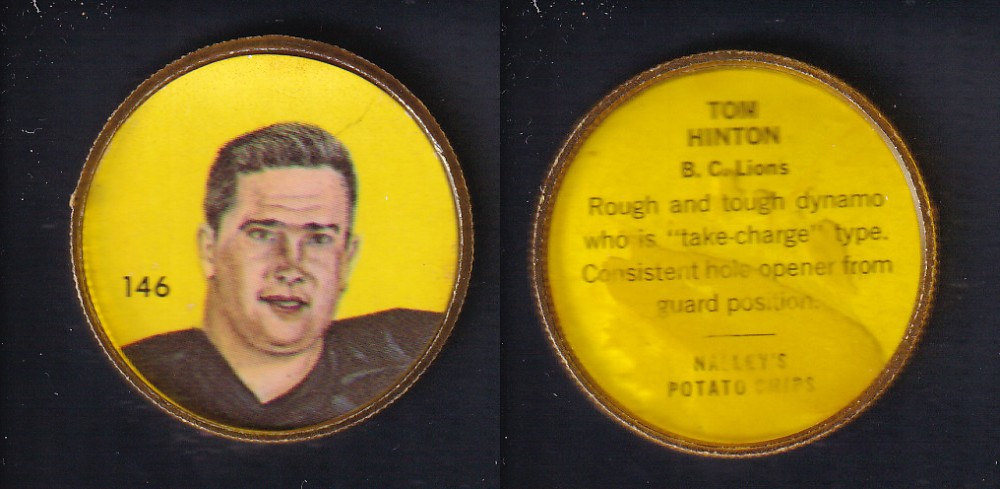 146
TOM
HINTON
B. C. Lions
Rough and tough dynamo
who is "take-charge" type.
Consistent hole-opener from
guard position.
NALLEY'S
POTATO CHIPS